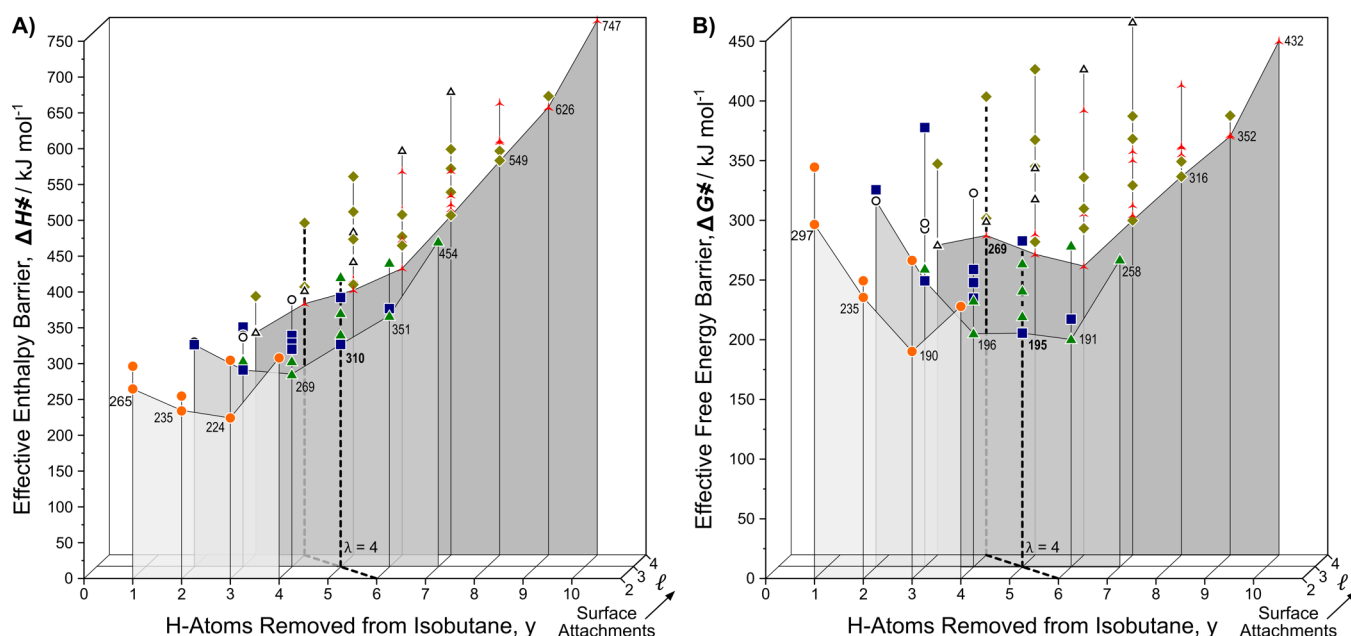 A)
Effective Enthalpy Barrier, ΔH‡ / kJ mol⁻¹
750
700
650
600
550
500
450
400
350
300
250
200
150
100
50
0
747
626
549
454
351
310
269
265
235
224
λ = 4
0 1 2 3 4 5 6 7 8 9 10
2 3 4
ℓ
H-Atoms Removed from Isobutane, y
Surface
Attachments
B)
Effective Free Energy Barrier, ΔG‡ / kJ mol⁻¹
450
400
350
300
250
200
150
100
50
0
432
352
316
297
269
258
235
190
196
195
191
λ = 4
0 1 2 3 4 5 6 7 8 9 10
2 3 4
ℓ
H-Atoms Removed from Isobutane, y
Surface
Attachments